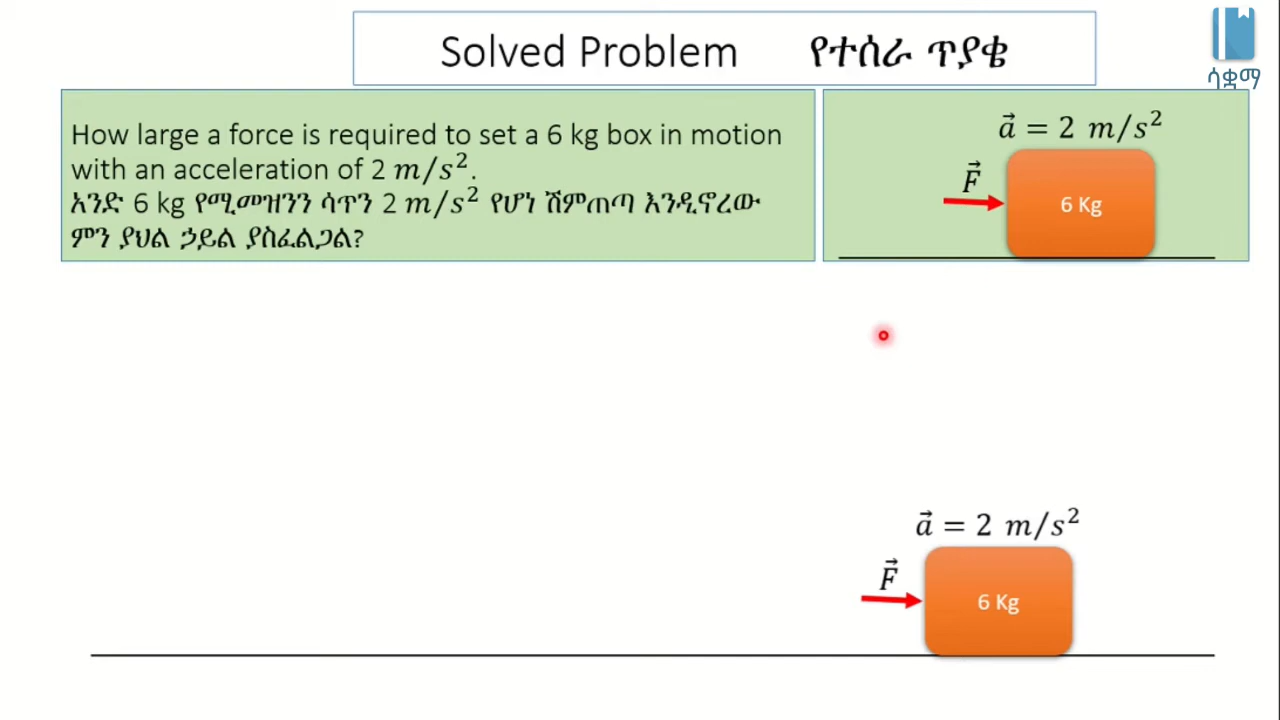 Solved Problem የተሰራ ጥያቄ
ሳቋማ
How large a force is required to set a 6 kg box in motion
with an acceleration of 2 m/s².
አንድ 6 kg የሚመዝንን ሳጥን 2 m/s² የሆነ ሽምጠጣ እንዲኖረው
ምን ያህል ኃይል ያስፈልጋል?
a⃗ = 2 m/s²
F⃗
6 Kg
a⃗ = 2 m/s²
F⃗
6 Kg